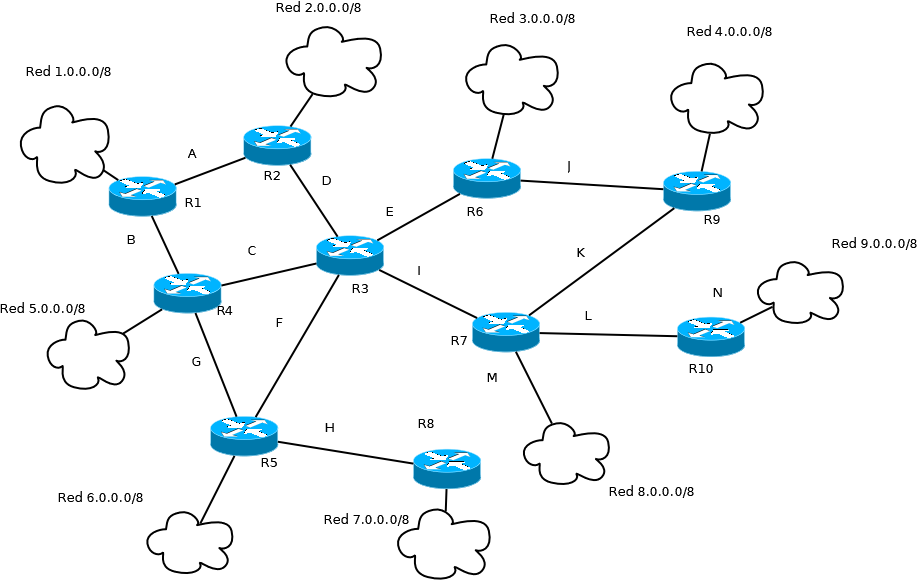 Red 2.0.0.0/8
Red 3.0.0.0/8
Red 4.0.0.0/8
Red 1.0.0.0/8
A
R2
J
D
R1
R6
E
R9
B
C
K
Red 9.0.0.0/8
I
R3
N
Red 5.0.0.0/8
R4
F
L
R7
G
R10
M
R8
H
R5
Red 8.0.0.0/8
Red 6.0.0.0/8
Red 7.0.0.0/8